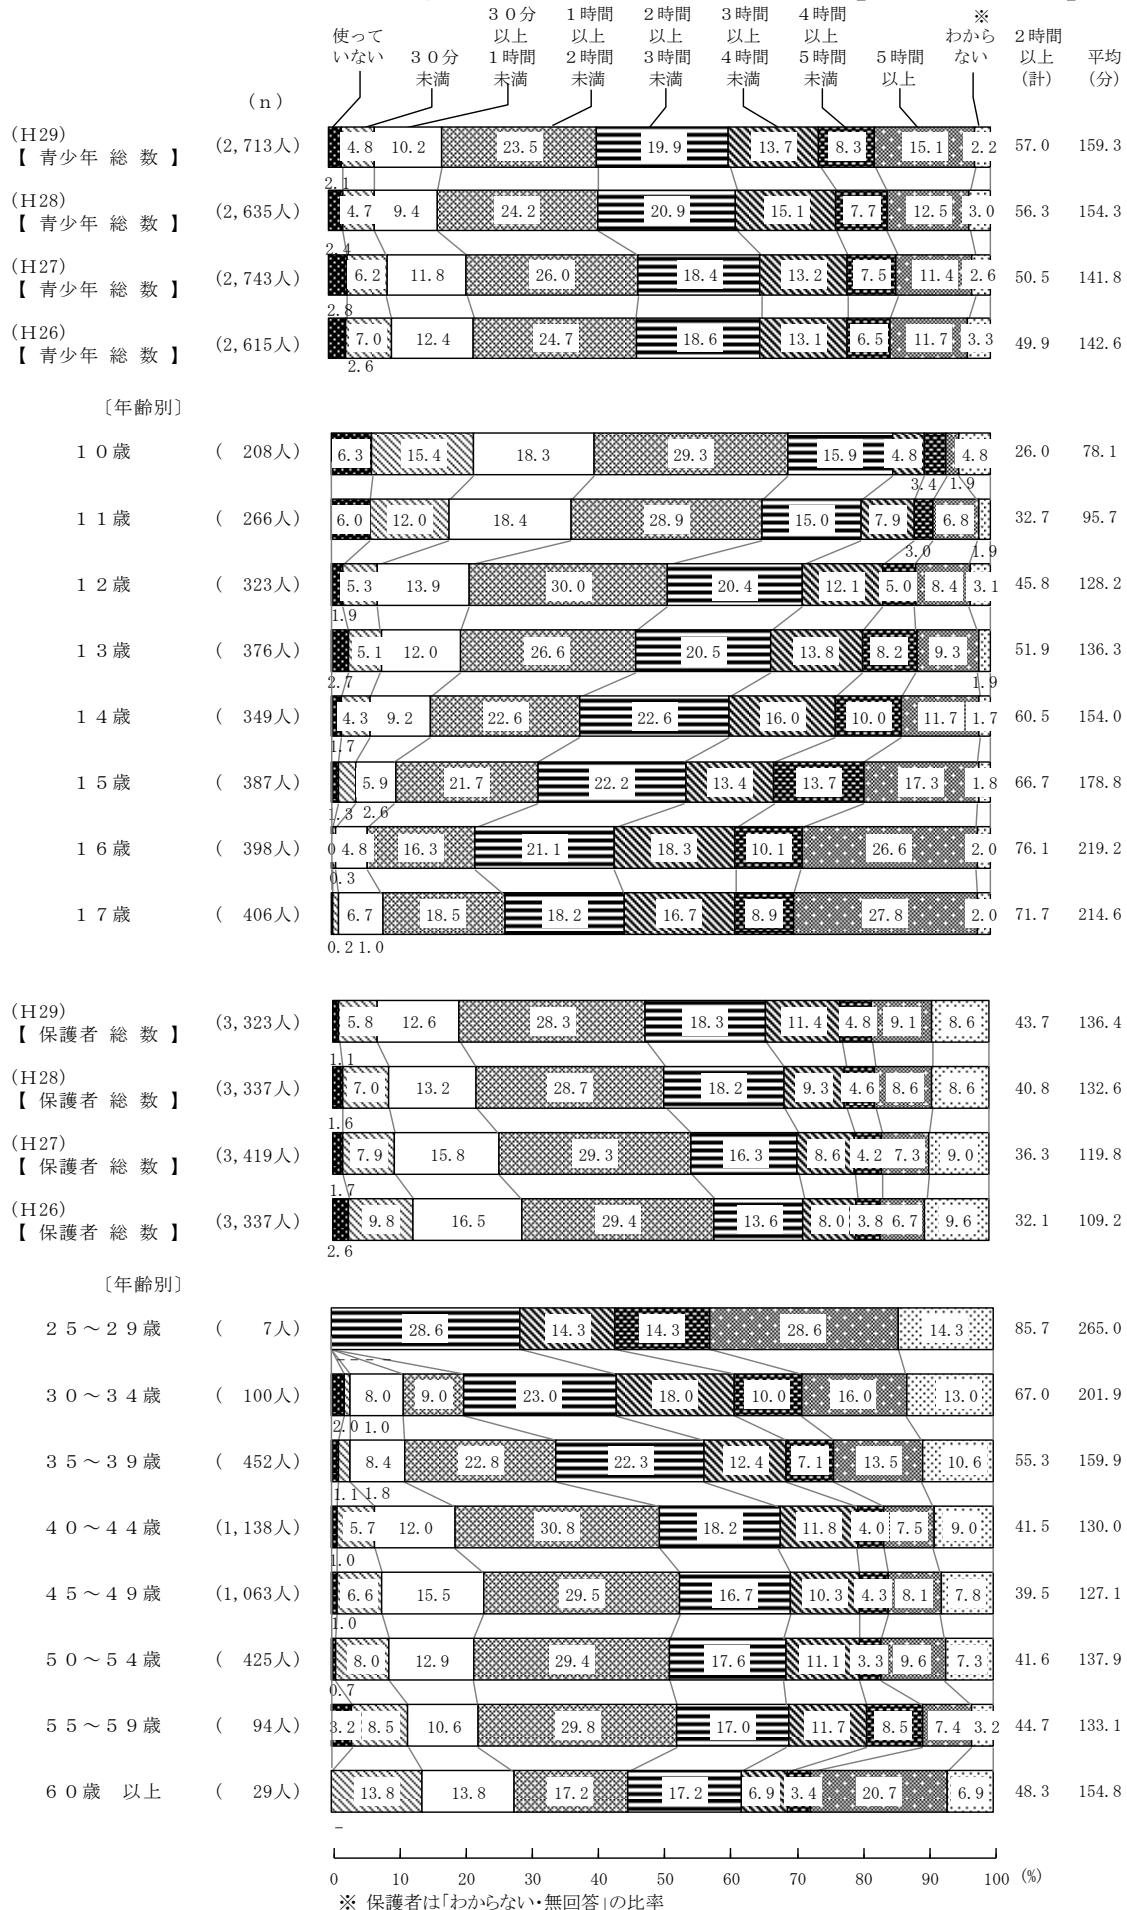 使って
いない
３０分
未満
３０分
以上
１時間
未満
１時間
以上
２時間
未満
２時間
以上
３時間
未満
３時間
以上
４時間
未満
４時間
以上
５時間
未満
５時間
以上
※
わから
ない
２時間
以上
（計）
平均
（分）
（ｎ）
（H29）
【 青少年 総 数 】 （2,713人） 2.1 4.8 10.2 23.5 19.9 13.7 8.3 15.1 2.2 57.0 159.3
（H28）
【 青少年 総 数 】 （2,635人） 2.4 4.7 9.4 24.2 20.9 15.1 7.7 12.5 3.0 56.3 154.3
（H27）
【 青少年 総 数 】 （2,743人） 2.8 6.2 11.8 26.0 18.4 13.2 7.5 11.4 2.6 50.5 141.8
（H26）
【 青少年 総 数 】 （2,615人） 2.6 7.0 12.4 24.7 18.6 13.1 6.5 11.7 3.3 49.9 142.6
〔年齢別〕
１０歳 （ 208人） 6.3 15.4 18.3 29.3 15.9 4.8 3.4 1.9 4.8 26.0 78.1
１１歳 （ 266人） 6.0 12.0 18.4 28.9 15.0 7.9 3.0 6.8 1.9 32.7 95.7
１２歳 （ 323人） 1.9 5.3 13.9 30.0 20.4 12.1 5.0 8.4 3.1 45.8 128.2
１３歳 （ 376人） 2.7 5.1 12.0 26.6 20.5 13.8 8.2 9.3 1.9 51.9 136.3
１４歳 （ 349人） 1.7 4.3 9.2 22.6 22.6 16.0 10.0 11.7 1.7 60.5 154.0
１５歳 （ 387人） 1.3 2.6 5.9 21.7 22.2 13.4 13.7 17.3 1.8 66.7 178.8
１６歳 （ 398人） 0.3 4.8 16.3 21.1 18.3 10.1 26.6 2.0 76.1 219.2
１７歳 （ 406人） 0.2 1.0 6.7 18.5 18.2 16.7 8.9 27.8 2.0 71.7 214.6
（H29）
【 保護者 総 数 】 （3,323人） 1.1 5.8 12.6 28.3 18.3 11.4 4.8 9.1 8.6 43.7 136.4
（H28）
【 保護者 総 数 】 （3,337人） 1.6 7.0 13.2 28.7 18.2 9.3 4.6 8.6 8.6 40.8 132.6
（H27）
【 保護者 総 数 】 （3,419人） 1.7 7.9 15.8 29.3 16.3 8.6 4.2 7.3 9.0 36.3 119.8
（H26）
【 保護者 総 数 】 （3,337人） 2.6 9.8 16.5 29.4 13.6 8.0 3.8 6.7 9.6 32.1 109.2
〔年齢別〕
２５～２９歳 （ 7人） - - - - 28.6 14.3 14.3 28.6 14.3 85.7 265.0
３０～３４歳 （ 100人） 2.0 1.0 8.0 9.0 23.0 18.0 10.0 16.0 13.0 67.0 201.9
３５～３９歳 （ 452人） 1.1 1.8 8.4 22.8 22.3 12.4 7.1 13.5 10.6 55.3 159.9
４０～４４歳 （1,138人） 1.0 5.7 12.0 30.8 18.2 11.8 4.0 7.5 9.0 41.5 130.0
４５～４９歳 （1,063人） 1.0 6.6 15.5 29.5 16.7 10.3 4.3 8.1 7.8 39.5 127.1
５０～５４歳 （ 425人） 0.7 8.0 12.9 29.4 17.6 11.1 3.3 9.6 7.3 41.6 137.9
５５～５９歳 （ 94人） 3.2 8.5 10.6 29.8 17.0 11.7 8.5 7.4 3.2 44.7 133.1
６０歳 以上 （ 29人） - 13.8 13.8 17.2 17.2 6.9 3.4 20.7 6.9 48.3 154.8
0 10 20 30 40 50 60 70 80 90 100 (%)
※ 保護者は「わからない・無回答」の比率